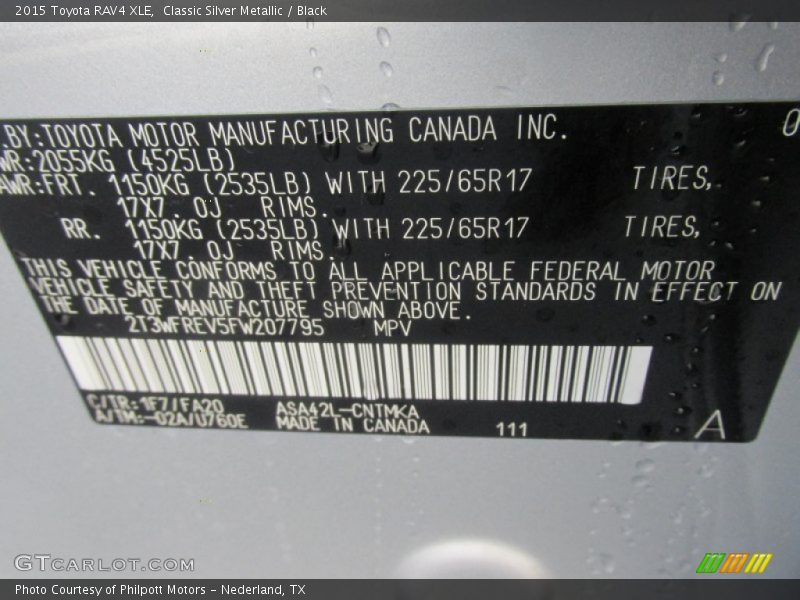 2015 Toyota RAV4 XLE,  Classic Silver Metallic / Black
. BY:TOYOTA MOTOR MANUFACTURING CANADA INC. 0
WR:2055KG (4525LB)
AWR:FRT. 1150KG (2535LB) WITH 225/65R17 TIRES,
17X7.0J RIMS.
RR. 1150KG (2535LB) WITH 225/65R17 TIRES,
17X7.0J RIMS.
THIS VEHICLE CONFORMS TO ALL APPLICABLE FEDERAL MOTOR
VEHICLE SAFETY AND THEFT PREVENTION STANDARDS IN EFFECT ON
THE DATE OF MANUFACTURE SHOWN ABOVE.
2T3WFREV5FW207795 MPV
C/TR:1F7/FA20 ASA42L-CNTMKA
A/TM:-02A/U760E MADE IN CANADA 111 A
GTCARLOT.COM
Photo Courtesy of Philpott Motors - Nederland, TX